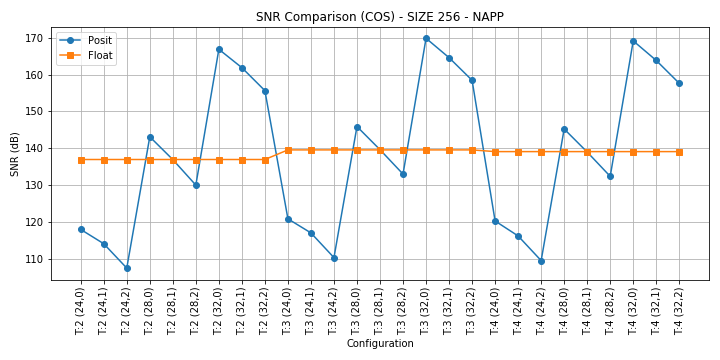 SNR Comparison (COS) - SIZE 256 - NAPP
Posit
Float
SNR (dB)
170
160
150
140
130
120
110
T:2 (24,0)
T:2 (24,1)
T:2 (24,2)
T:2 (28,0)
T:2 (28,1)
T:2 (28,2)
T:2 (32,0)
T:2 (32,1)
T:2 (32,2)
T:3 (24,0)
T:3 (24,1)
T:3 (24,2)
T:3 (28,0)
T:3 (28,1)
T:3 (28,2)
T:3 (32,0)
T:3 (32,1)
T:3 (32,2)
T:4 (24,0)
T:4 (24,1)
T:4 (24,2)
T:4 (28,0)
T:4 (28,1)
T:4 (28,2)
T:4 (32,0)
T:4 (32,1)
T:4 (32,2)
Configuration